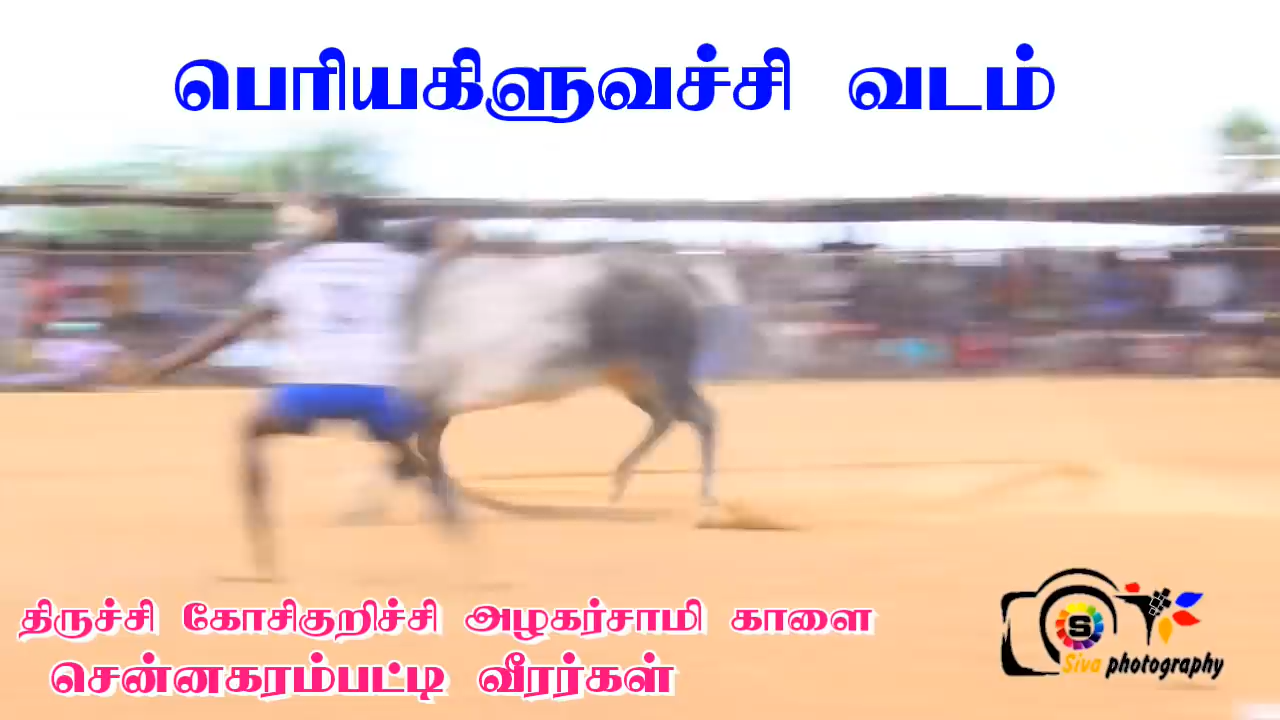 பெரியகிளுவச்சி வடம்
திருச்சி கோசிகுறிச்சி அழகர்சாமி காளை
சென்னகரம்பட்டி வீரர்கள்
S
Siva photography